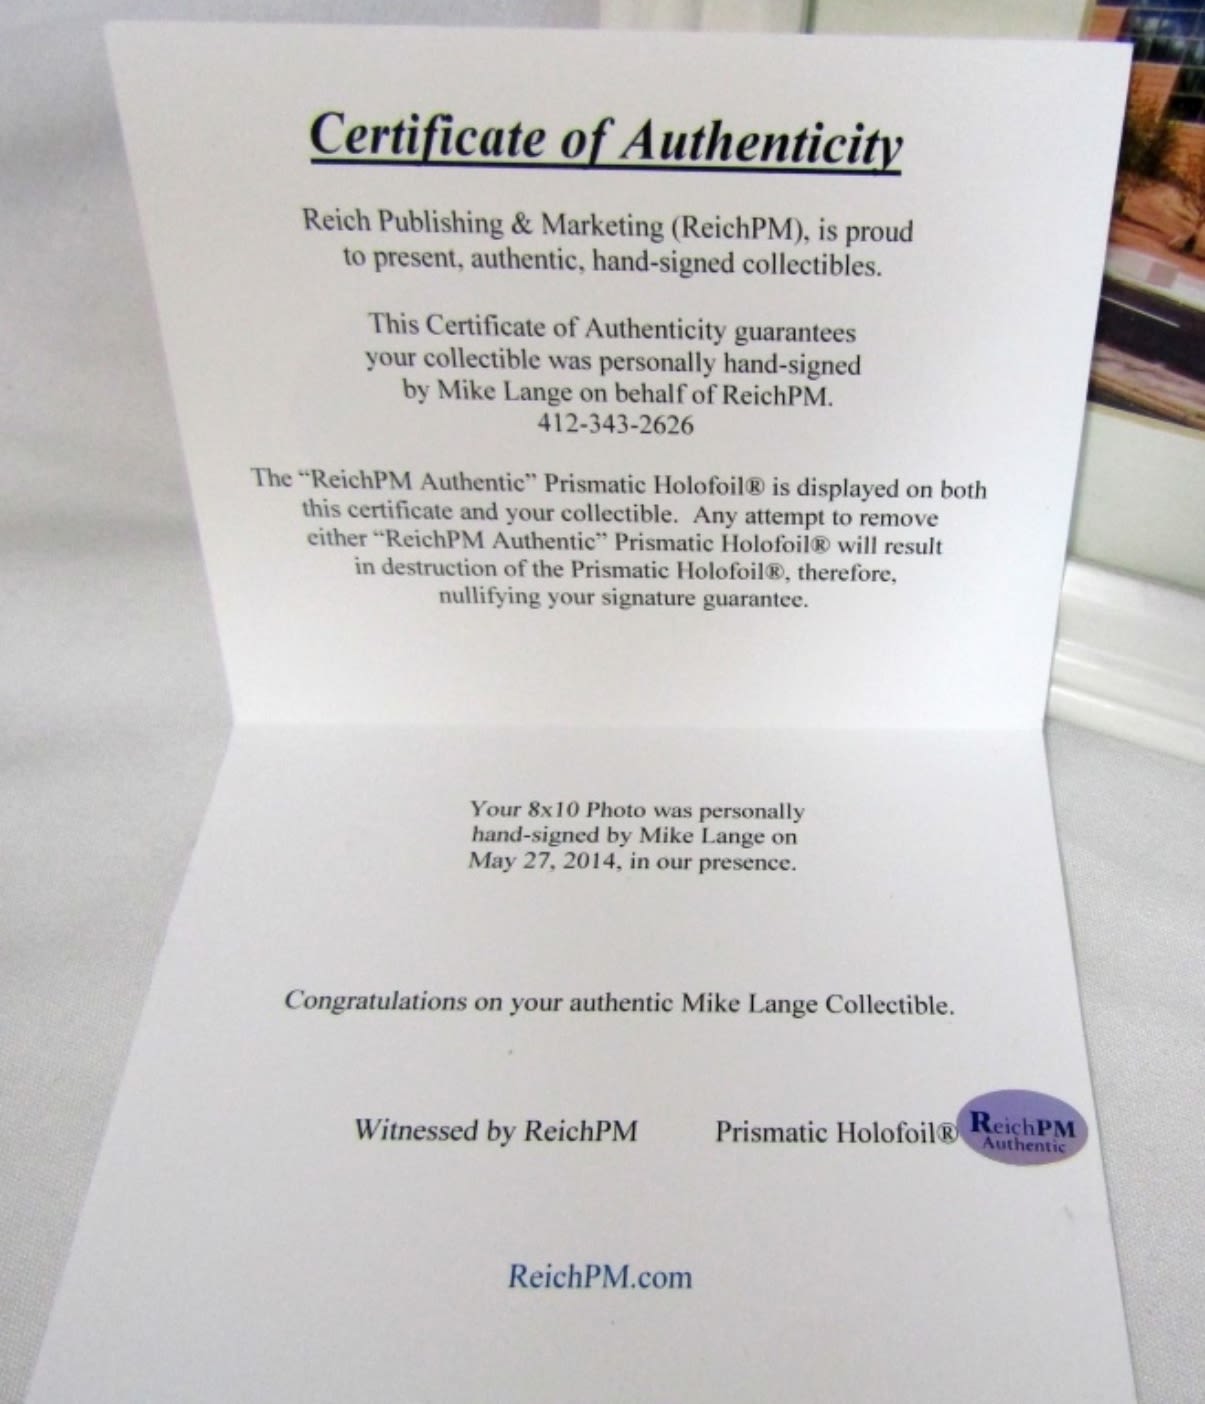 Certificate of Authenticity
Reich Publishing & Marketing (ReichPM), is proud
to present, authentic, hand-signed collectibles.
This Certificate of Authenticity guarantees
your collectible was personally hand-signed
by Mike Lange on behalf of ReichPM.
412-343-2626
The “ReichPM Authentic” Prismatic Holofoil® is displayed on both
this certificate and your collectible. Any attempt to remove
either “ReichPM Authentic” Prismatic Holofoil® will result
in destruction of the Prismatic Holofoil®, therefore,
nullifying your signature guarantee.
Your 8x10 Photo was personally
hand-signed by Mike Lange on
May 27, 2014, in our presence.
Congratulations on your authentic Mike Lange Collectible.
Witnessed by ReichPM Prismatic Holofoil®
ReichPM
Authentic
ReichPM.com